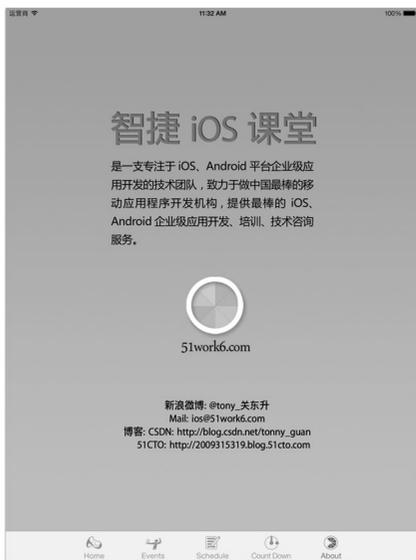 运营商
11:32 AM
100%
智捷 iOS 课堂
是一支专注于 iOS、Android 平台企业级应
用开发的技术团队，致力于做中国最棒的移
动应用程序开发机构，提供最棒的 iOS、
Android 企业级应用开发、培训、技术咨询
服务。
51work6.com
新浪微博: @tony_关东升
Mail: ios@51work6.com
博客: CSDN: http://blog.csdn.net/tonny_guan
51CTO: http://2009315319.blog.51cto.com
Home Events Schedule Count Down About